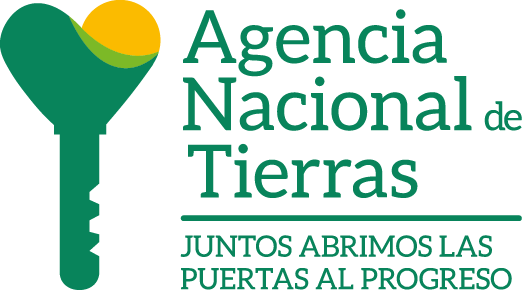 Agencia
Nacional de
Tierras
JUNTOS ABRIMOS LAS
PUERTAS AL PROGRESO